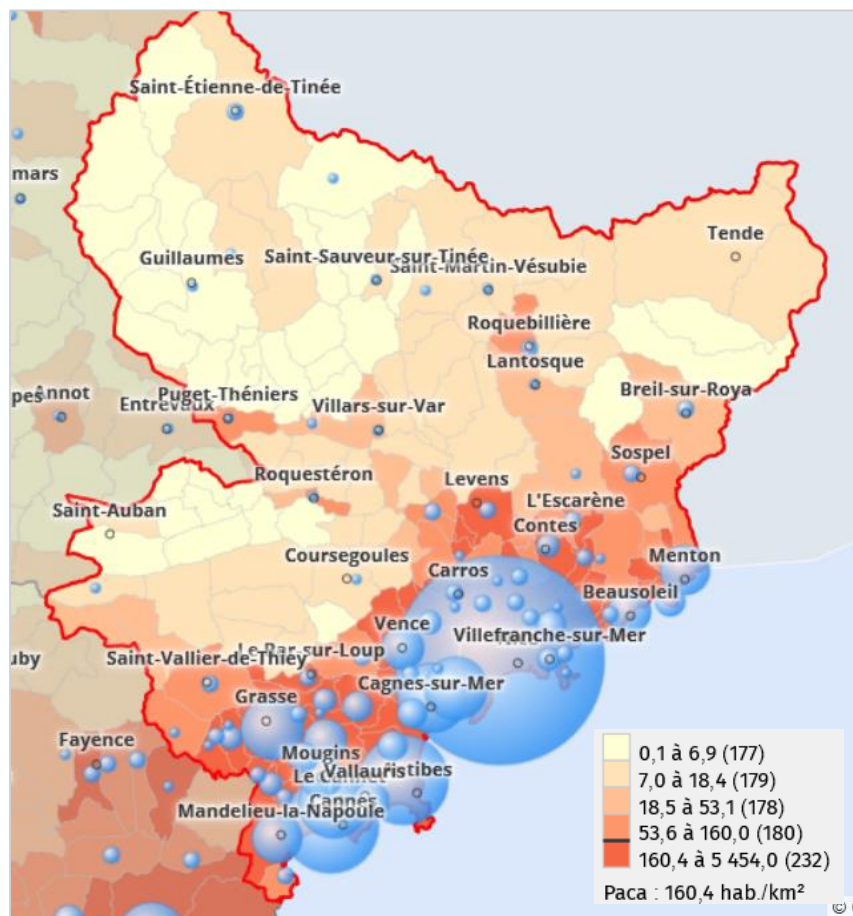 Saint-Étienne-de-Tinée
mars
Tende
Guillaumes
Saint-Sauveur-sur-Tinée
Saint-Martin-Vésubie
Roquebillière
Lantosque
pes
Annot
Entrevaux
Puget-Théniers
Villars-sur-Var
Breil-sur-Roya
Sospel
Roquestéron
Levens
L'Escarène
Saint-Auban
Contes
Coursegoules
Carros
Menton
Beausoleil
Vence
Villefranche-sur-Mer
uby
Saint-Vallier-de-Thiey
Le Bar-sur-Loup
Cagnes-sur-Mer
Grasse
Fayence
Mougins
Le Cannet
Vallauris
tibes
Cannes
Mandelieu-la-Napoule
0,1 à 6,9 (177)
7,0 à 18,4 (179)
18,5 à 53,1 (178)
53,6 à 160,0 (180)
160,4 à 5 454,0 (232)
Paca : 160,4 hab./km²
©